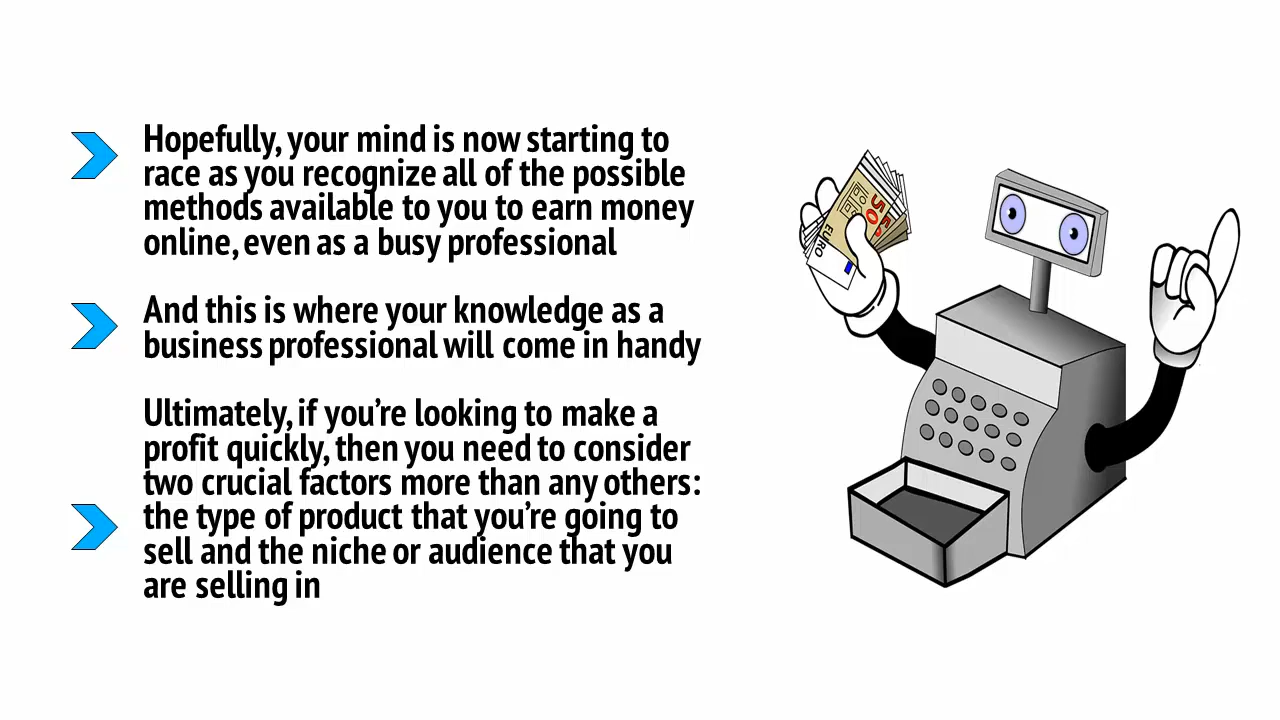 Hopefully, your mind is now starting to
race as you recognize all of the possible
methods available to you to earn money
online, even as a busy professional
And this is where your knowledge as a
business professional will come in handy
Ultimately, if you’re looking to make a
profit quickly, then you need to consider
two crucial factors more than any others:
the type of product that you’re going to
sell and the niche or audience that you
are selling in
EURO
50